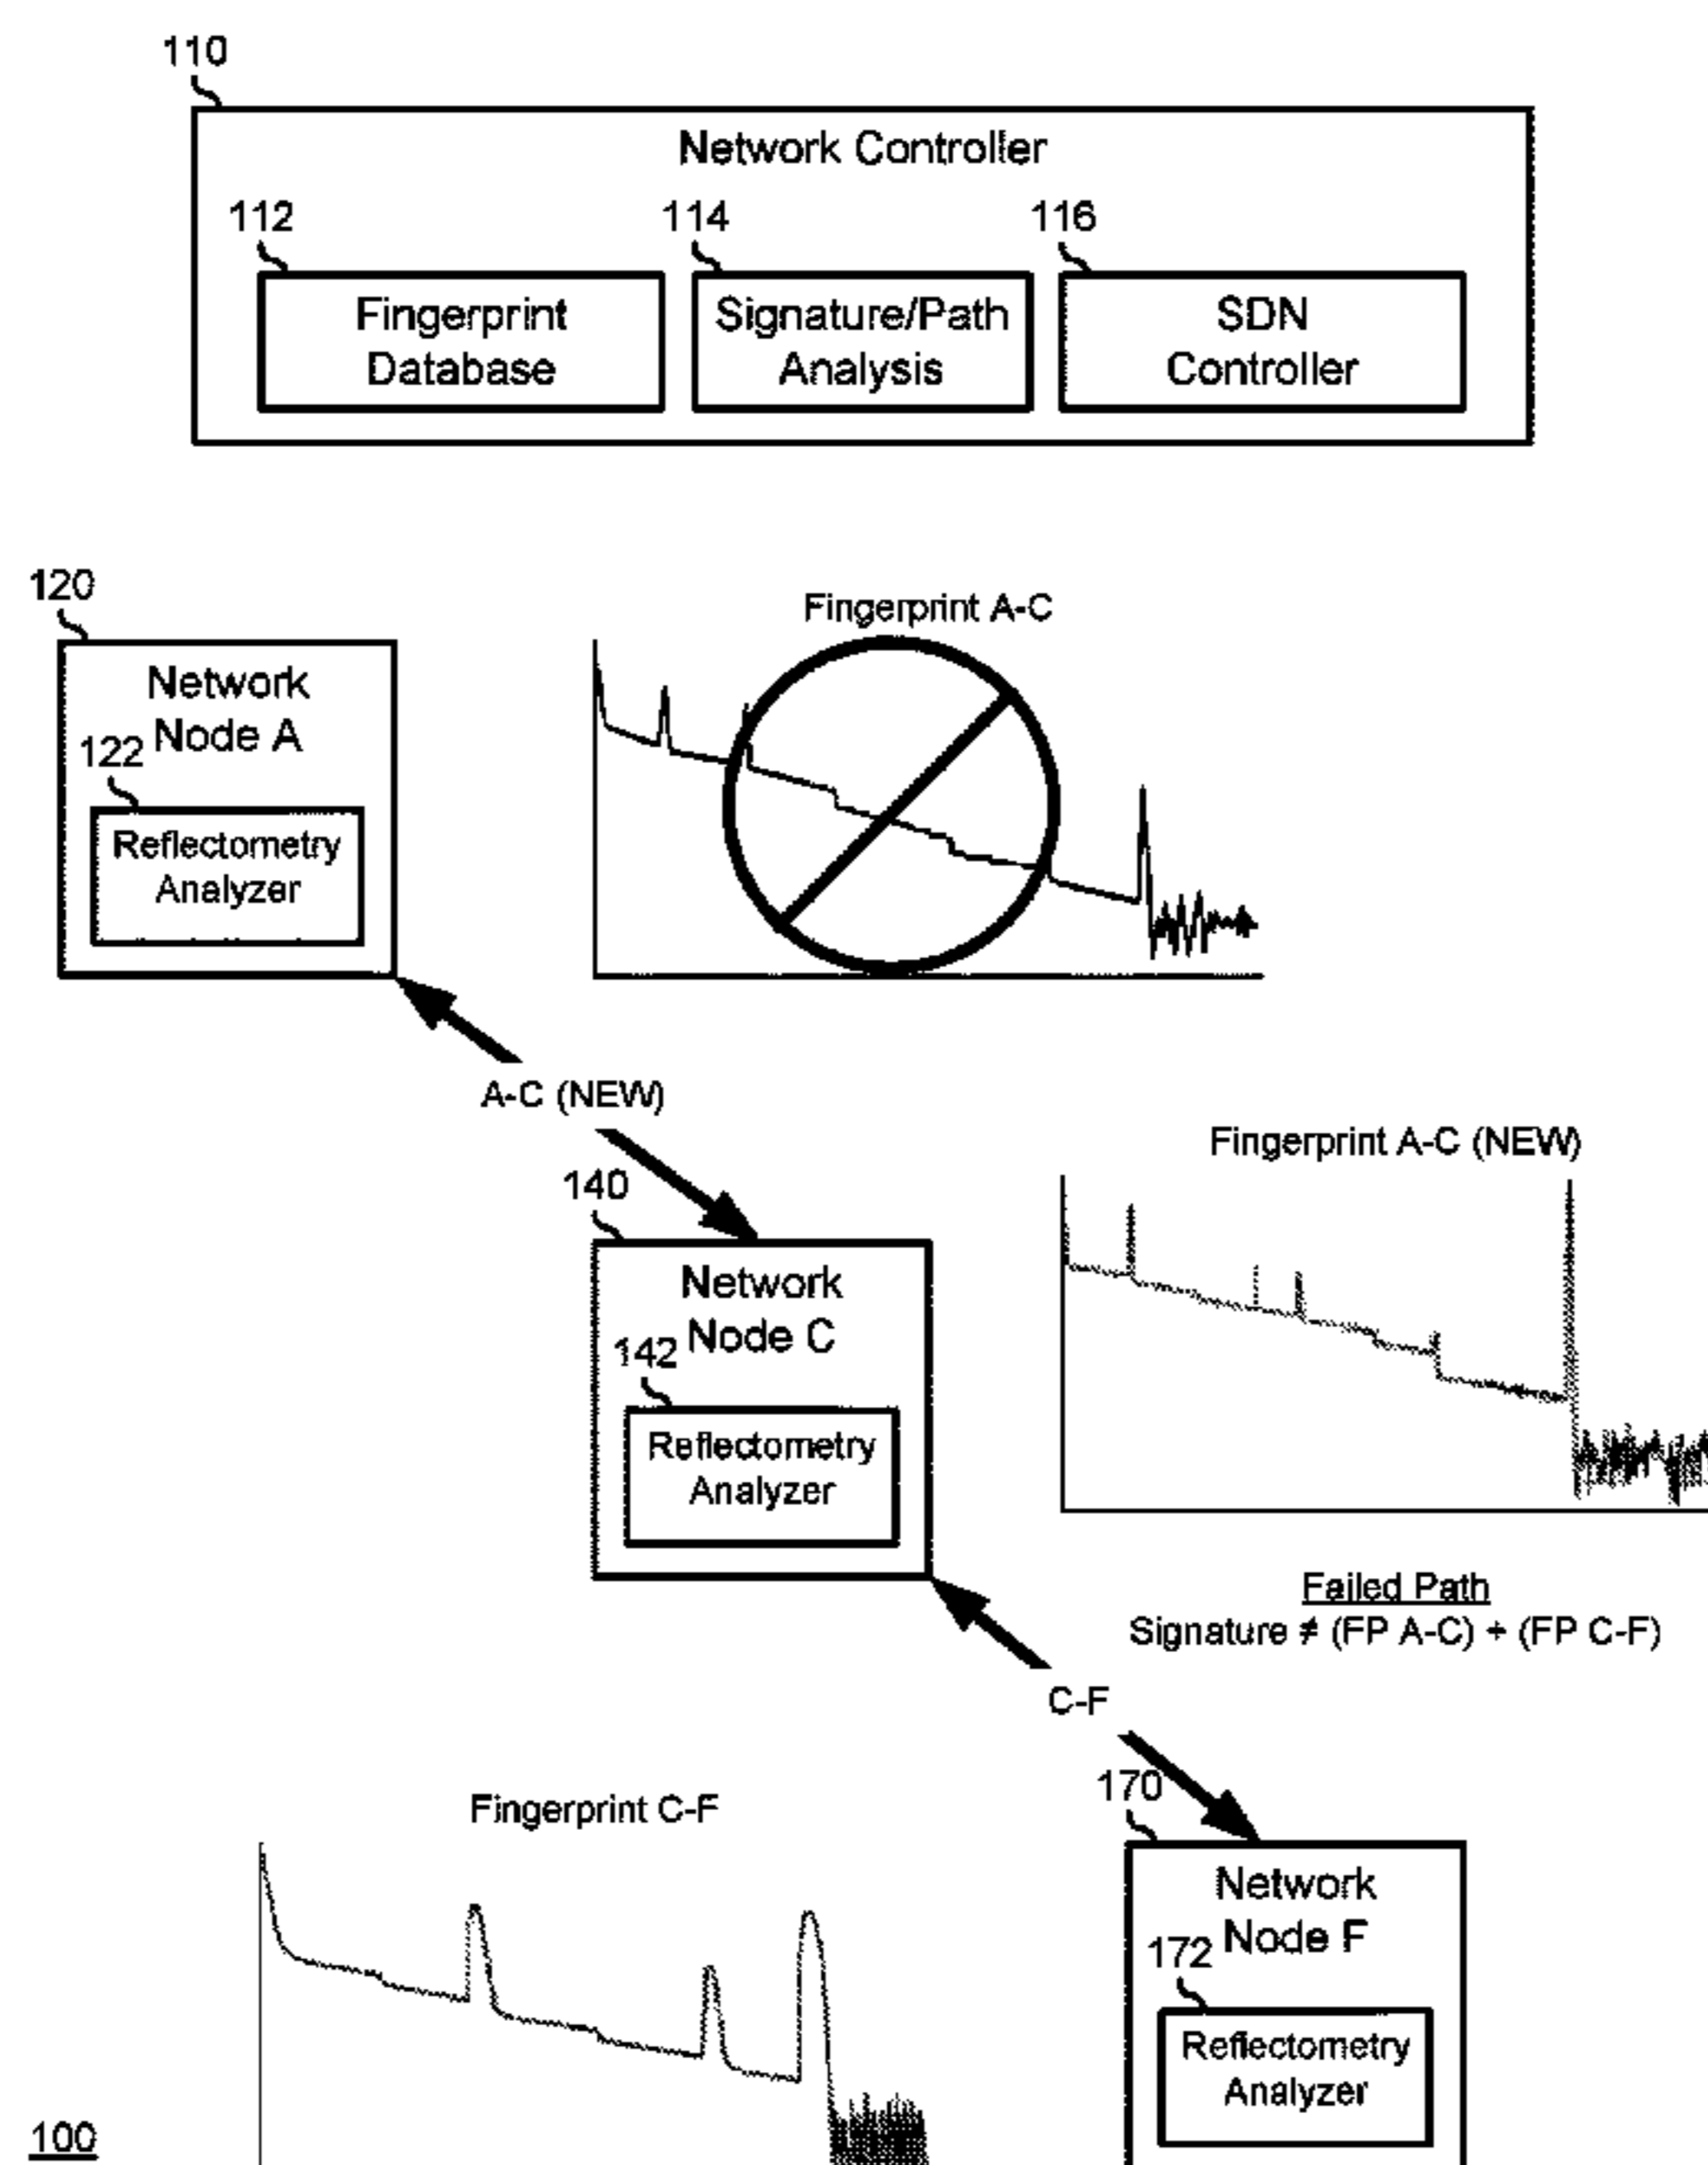 110
Network Controller
112
114
116
Fingerprint
Database
Signature/Path
Analysis
SDN
Controller
120
Network
Node A
122
Reflectometry
Analyzer
Fingerprint A-C
A-C (NEW)
140
Network
Node C
142
Reflectometry
Analyzer
Fingerprint A-C (NEW)
Failed Path
Signature ≠ (FP A-C) + (FP C-F)
C-F
170
Network
Node F
172
Reflectometry
Analyzer
Fingerprint C-F
100